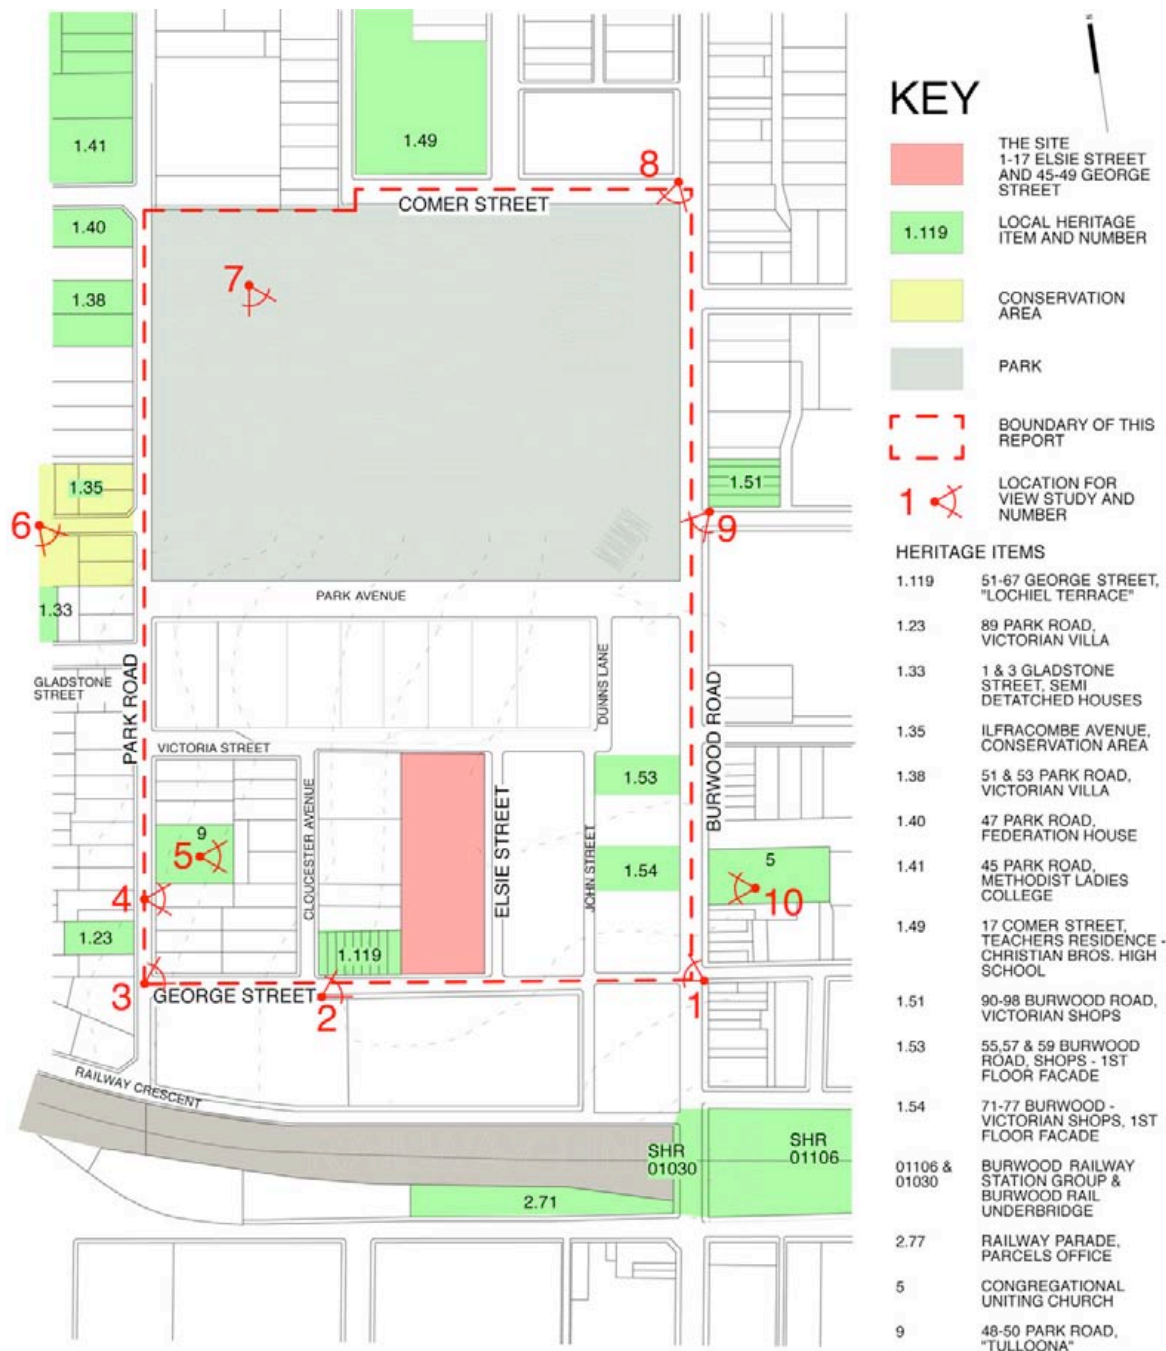 1.41
1.49
8
COMER STREET
1.40
7
1.38
1.35
1.51
6
9
PARK AVENUE
1.33
GLADSTONE
STREET
PARK ROAD
DUNNS LANE
BURWOOD ROAD
VICTORIA STREET
1.53
CLOUCESTER AVENUE
ELSIE STREET
JOHN STREET
9
5
1.54
5
4
10
1.23
1.119
3
GEORGE STREET
2
1
RAILWAY CRESCENT
SHR
01030
SHR
01106
2.71
N
KEY
THE SITE
1-17 ELSIE STREET
AND 45-49 GEORGE
STREET
1.119
LOCAL HERITAGE
ITEM AND NUMBER
CONSERVATION
AREA
PARK
BOUNDARY OF THIS
REPORT
1
LOCATION FOR
VIEW STUDY AND
NUMBER
HERITAGE ITEMS
1.119 51-67 GEORGE STREET,
"LOCHIEL TERRACE"
1.23 89 PARK ROAD,
VICTORIAN VILLA
1.33 1 & 3 GLADSTONE
STREET, SEMI
DETATCHED HOUSES
1.35 ILFRACOMBE AVENUE,
CONSERVATION AREA
1.38 51 & 53 PARK ROAD,
VICTORIAN VILLA
1.40 47 PARK ROAD,
FEDERATION HOUSE
1.41 45 PARK ROAD,
METHODIST LADIES
COLLEGE
1.49 17 COMER STREET,
TEACHERS RESIDENCE -
CHRISTIAN BROS. HIGH
SCHOOL
1.51 90-98 BURWOOD ROAD,
VICTORIAN SHOPS
1.53 55,57 & 59 BURWOOD
ROAD, SHOPS - 1ST
FLOOR FACADE
1.54 71-77 BURWOOD -
VICTORIAN SHOPS, 1ST
FLOOR FACADE
01106 & BURWOOD RAILWAY
01030 STATION GROUP &
BURWOOD RAIL
UNDERBRIDGE
2.77 RAILWAY PARADE,
PARCELS OFFICE
5 CONGREGATIONAL
UNITING CHURCH
9 48-50 PARK ROAD,
"TULLOONA"